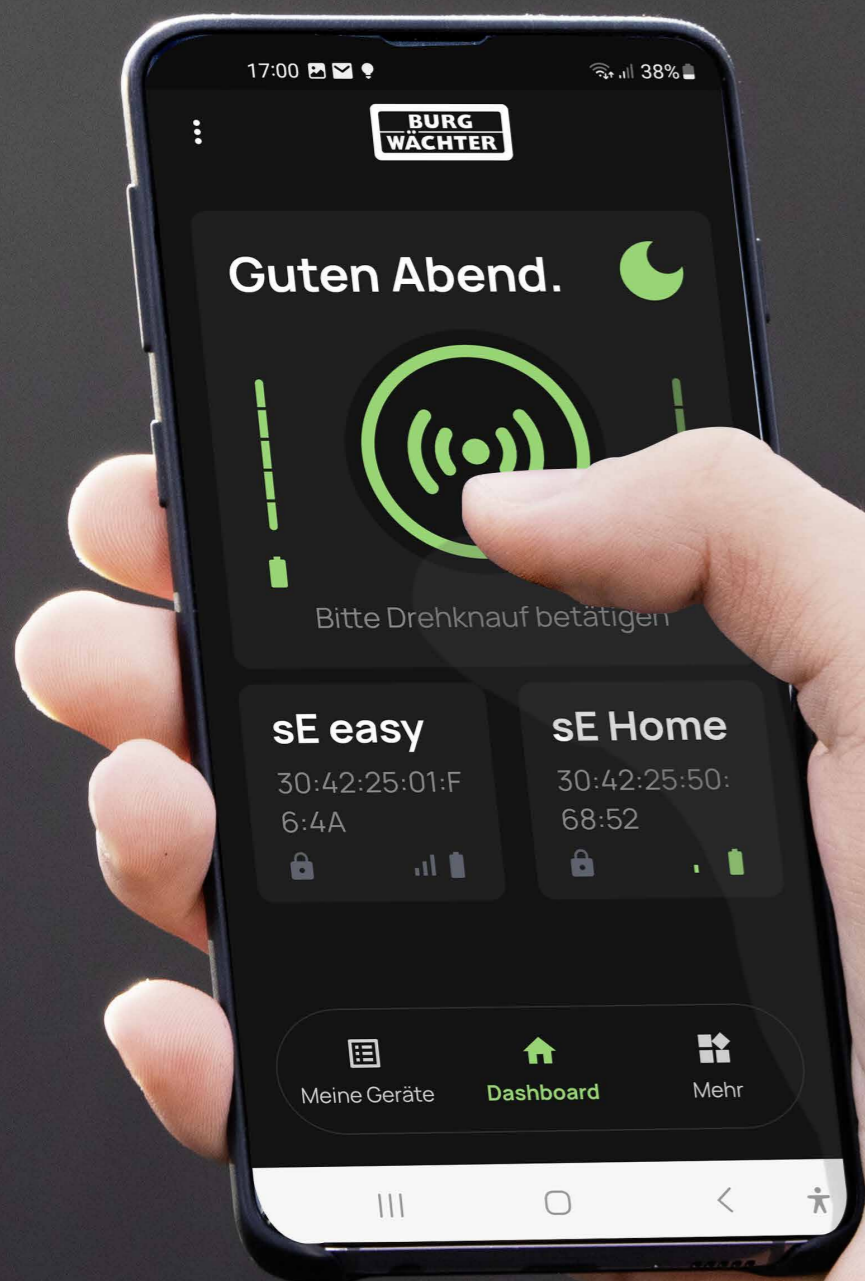 17:00
38%
BURG
WÄCHTER
Guten Abend.
Bitte Drehknauf betätigen
sE easy
30:42:25:01:F
6:4A
sE Home
30:42:25:50:
68:52
Meine Geräte
Dashboard
Mehr